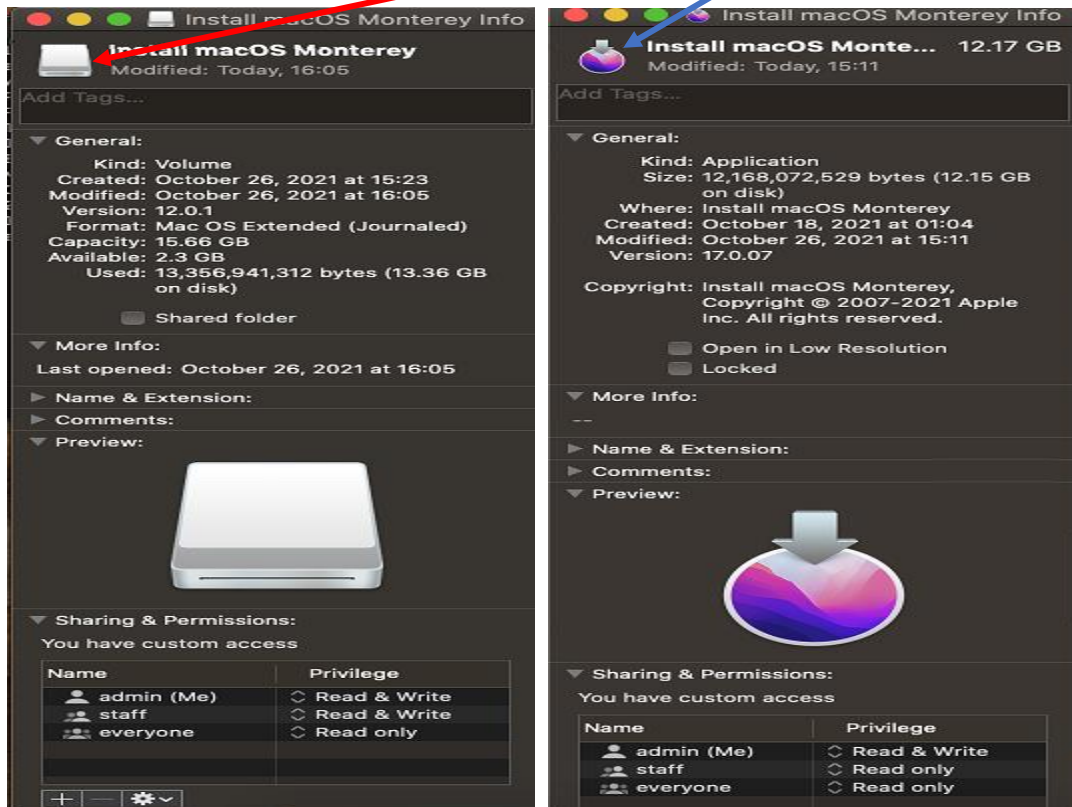 Install macOS Monterey Info
Install macOS Monterey
Modified: Today, 16:05
Add Tags...
General:
Kind: Volume
Created: October 26, 2021 at 15:23
Modified: October 26, 2021 at 16:05
Version: 12.0.1
Format: Mac OS Extended (Journaled)
Capacity: 15.66 GB
Available: 2.3 GB
Used: 13,356,941,312 bytes (13.36 GB
on disk)
Shared folder
More Info:
Last opened: October 26, 2021 at 16:05
Name & Extension:
Comments:
Preview:
Sharing & Permissions:
You have custom access
Name Privilege
admin (Me) Read & Write
staff Read & Write
everyone Read only
Install macOS Monterey Info
Install macOS Monte... 12.17 GB
Modified: Today, 15:11
Add Tags...
General:
Kind: Application
Size: 12,168,072,529 bytes (12.15 GB
on disk)
Where: Install macOS Monterey
Created: October 18, 2021 at 01:04
Modified: October 26, 2021 at 15:11
Version: 17.0.07
Copyright: Install macOS Monterey,
Copyright © 2007-2021 Apple
Inc. All rights reserved.
Open in Low Resolution
Locked
More Info:
--
Name & Extension:
Comments:
Preview:
Sharing & Permissions:
You have custom access
Name Privilege
admin (Me) Read & Write
staff Read only
everyone Read only